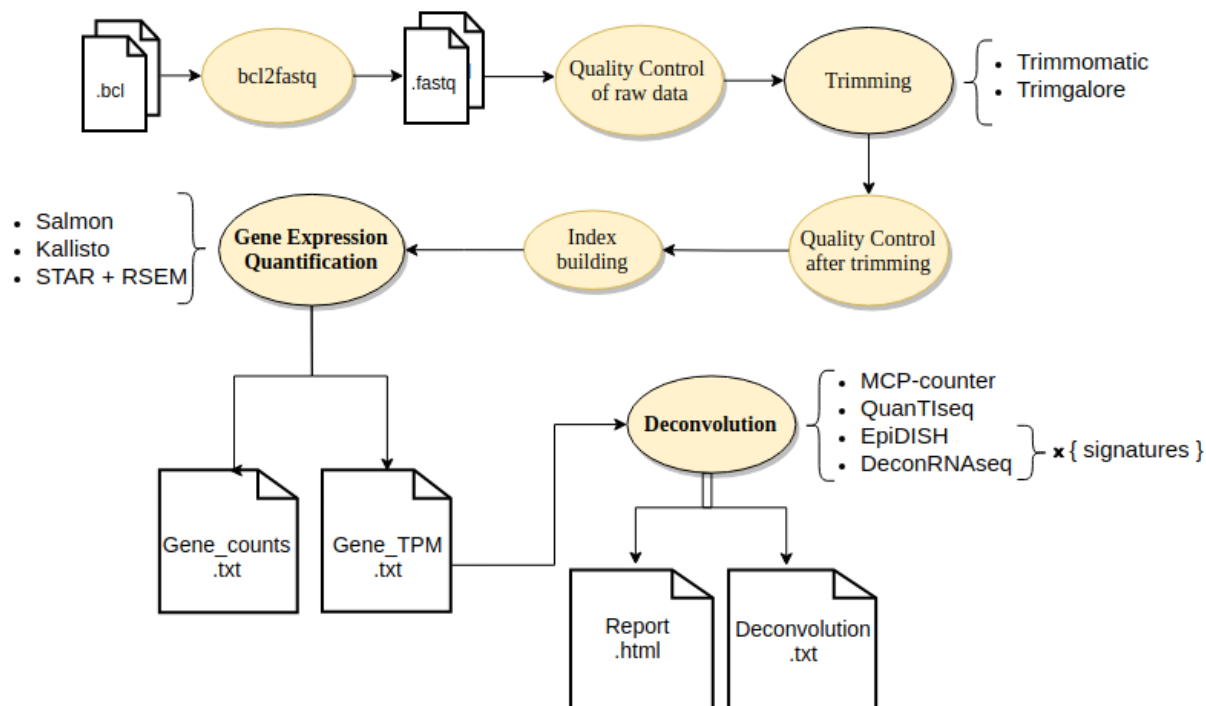 .bcl
bcl2fastq
.fastq
Quality Control
of raw data
Trimming
• Trimmomatic
• Trimgalore
• Salmon
• Kallisto
• STAR + RSEM
Gene Expression
Quantification
Index
building
Quality Control
after trimming
Deconvolution
• MCP-counter
• QuanTIseq
• EpiDISH
• DeconRNAseq
x { signatures }
Gene_counts
.txt
Gene_TPM
.txt
Report
.html
Deconvolution
.txt